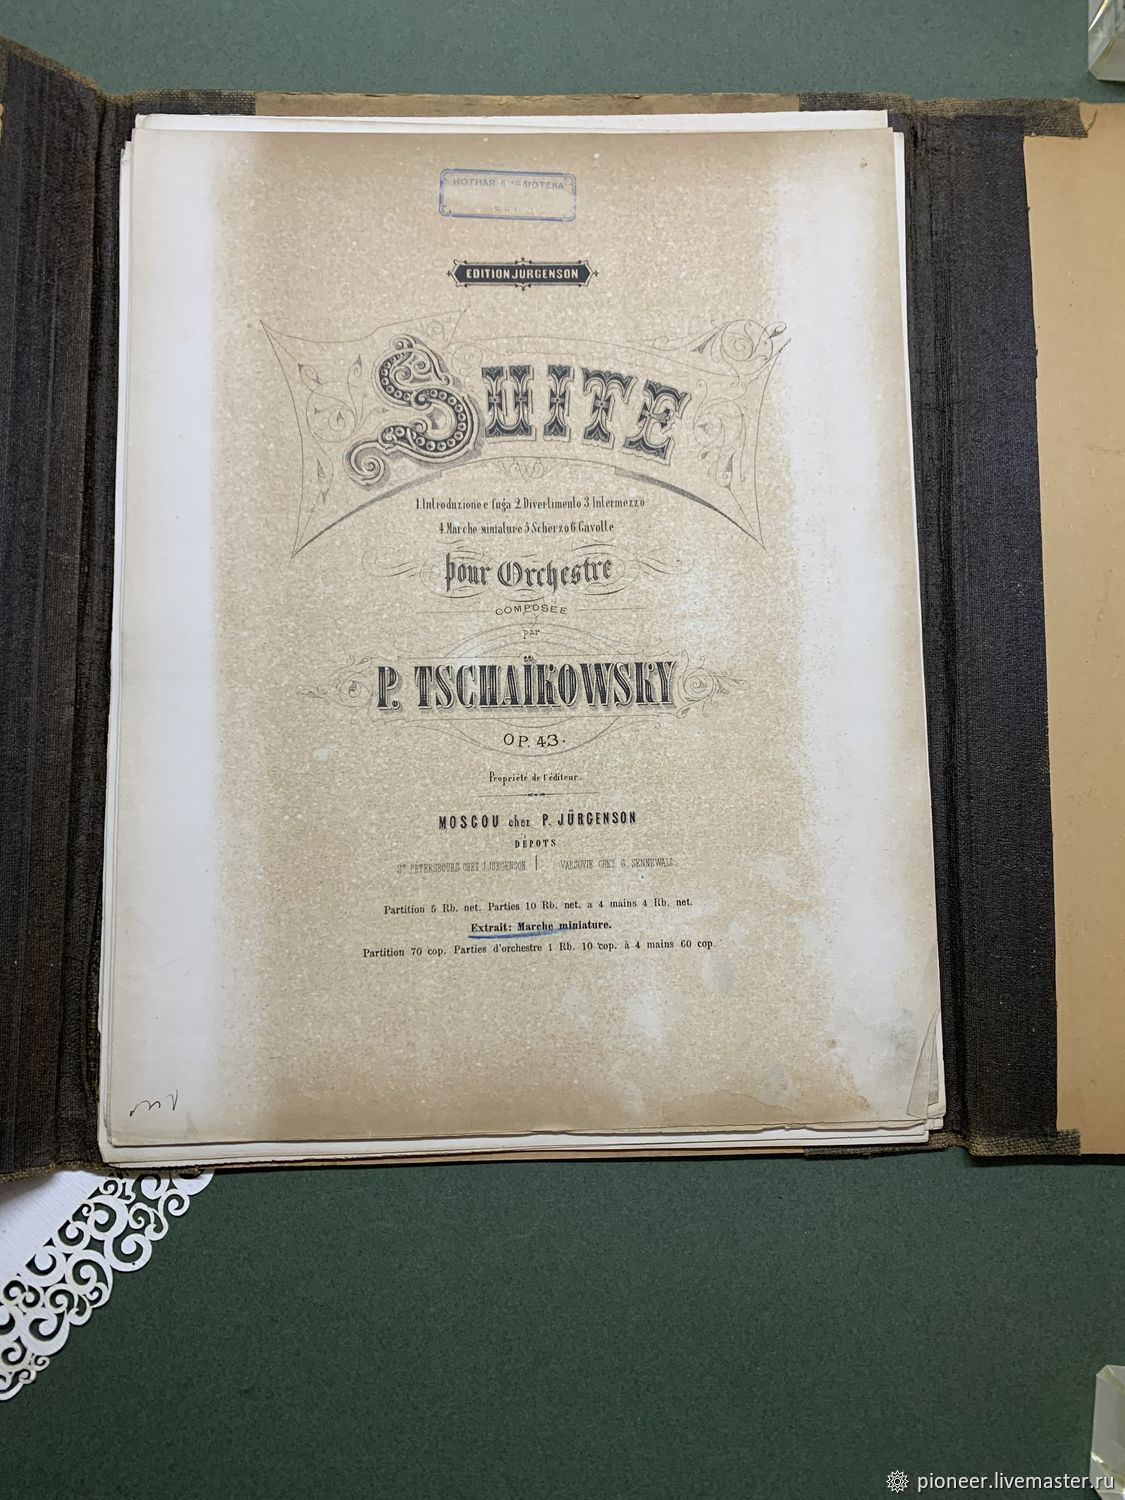 НОТНАЯ БИБЛІОТЕКА
EDITION JURGENSON
SUITE
1.Introduzione e fuga 2.Divertimento 3.Intermezzo
4.Marche miniature 5.Scherzo 6.Gavotte
pour Orchestre
COMPOSÉE
par
P. TSCHAÏKOWSKY
OP. 43.
Propriété de l'éditeur.
MOSCOU chez P. JÜRGENSON
DÉPOTS
ST PÉTERSBOURG CHEZ J. JURGENSON | VARSOVIE CHEZ G. SENNEWALD.
Partition 5 Rb. net. Parties 10 Rb. net. a 4 mains 4 Rb. net.
Extrait: Marche miniature.
Partition 70 cop. Parties d'orchestre 1 Rb. 10 cop. à 4 mains 60 cop.
pioneer.livemaster.ru